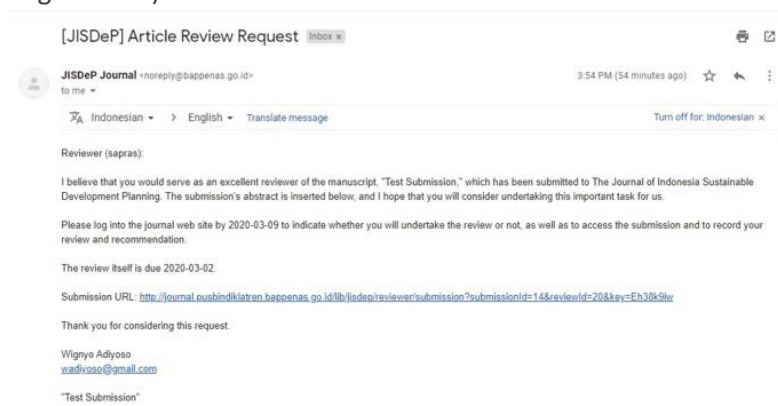 [JISDeP] Article Review Request Inbox x
JISDeP Journal <noreply@bappenas.go.id> 3:54 PM (54 minutes ago)
to me
Indonesian > English Translate message Turn off for: Indonesian x
Reviewer (sapras):
I believe that you would serve as an excellent reviewer of the manuscript, "Test Submission," which has been submitted to The Journal of Indonesia Sustainable
Development Planning. The submission's abstract is inserted below, and I hope that you will consider undertaking this important task for us.
Please log into the journal web site by 2020-03-09 to indicate whether you will undertake the review or not, as well as to access the submission and to record your
review and recommendation.
The review itself is due 2020-03-02.
Submission URL: http://journal.pusbindiklatren.bappenas.go.id/lib/jisdep/reviewer/submission?submissionId=14&reviewId=20&key=Eh38k9iw
Thank you for considering this request.
Wignyo Adiyoso
wadiyoso@gmail.com
"Test Submission"